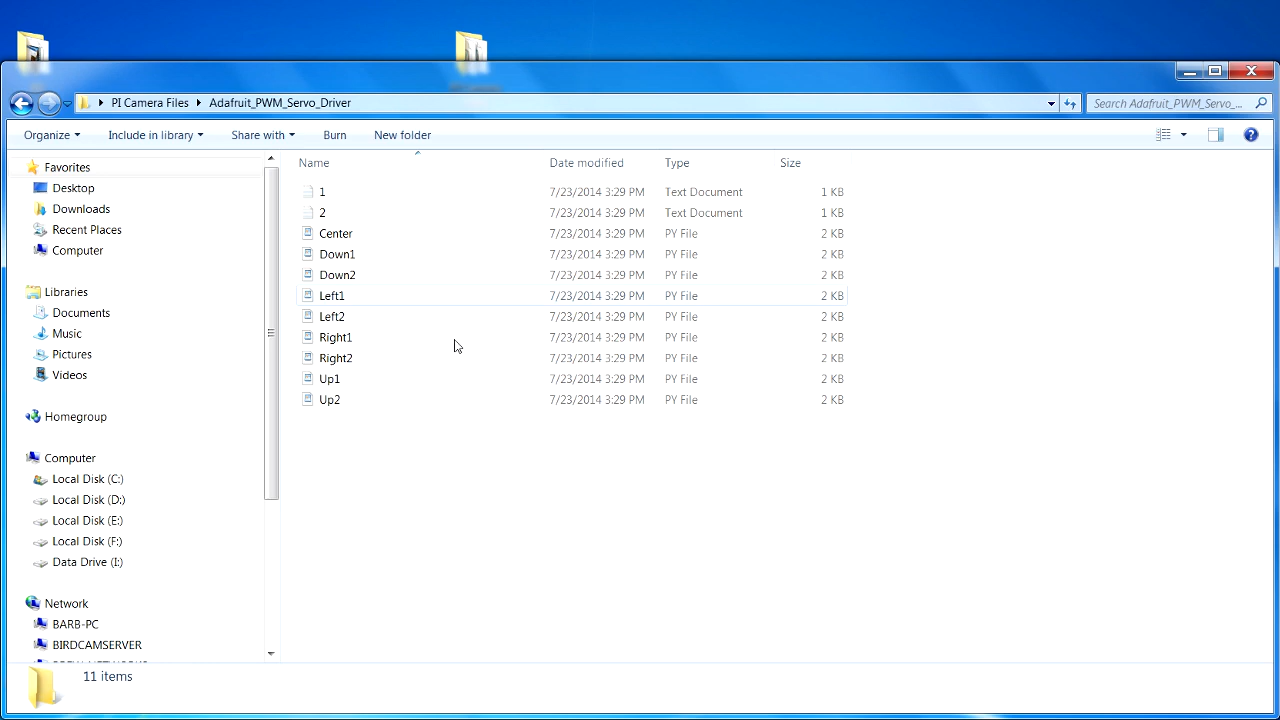 PI Camera Files Adafruit_PWM_Servo_Driver Search Adafruit_PWM_Servo_...
Organize Include in library Share with Burn New folder
Name Date modified Type Size
Favorites
Desktop
Downloads
Recent Places
Computer
Libraries
Documents
Music
Pictures
Videos
Homegroup
Computer
Local Disk (C:)
Local Disk (D:)
Local Disk (E:)
Local Disk (F:)
Data Drive (I:)
Network
BARB-PC
BIRDCAMSERVER
1 7/23/2014 3:29 PM Text Document 1 KB
2 7/23/2014 3:29 PM Text Document 1 KB
Center 7/23/2014 3:29 PM PY File 2 KB
Down1 7/23/2014 3:29 PM PY File 2 KB
Down2 7/23/2014 3:29 PM PY File 2 KB
Left1 7/23/2014 3:29 PM PY File 2 KB
Left2 7/23/2014 3:29 PM PY File 2 KB
Right1 7/23/2014 3:29 PM PY File 2 KB
Right2 7/23/2014 3:29 PM PY File 2 KB
Up1 7/23/2014 3:29 PM PY File 2 KB
Up2 7/23/2014 3:29 PM PY File 2 KB
11 items